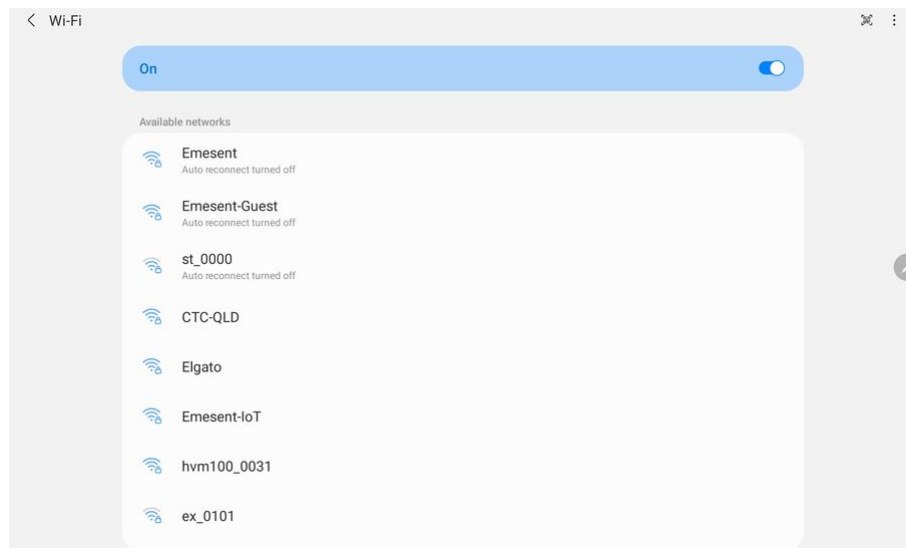 Wi-Fi
On
Available networks
Emesent
Auto reconnect turned off
Emesent-Guest
Auto reconnect turned off
st_0000
Auto reconnect turned off
CTC-QLD
Elgato
Emesent-IoT
hvm100_0031
ex_0101